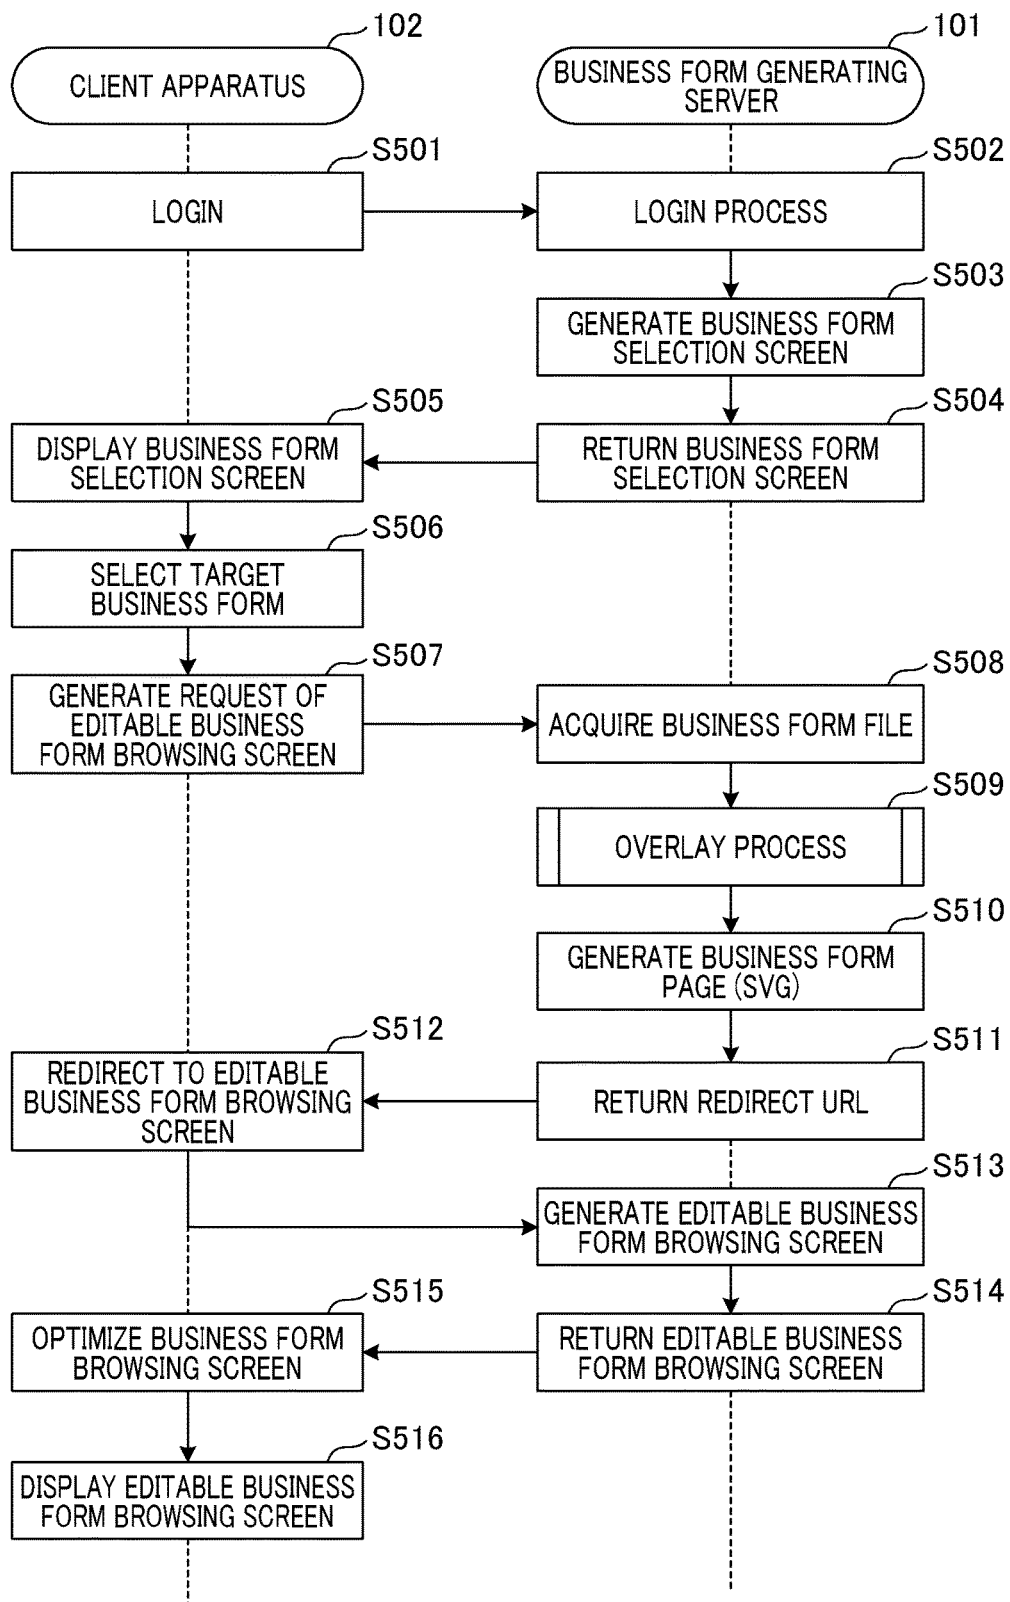 102
CLIENT APPARATUS
101
BUSINESS FORM GENERATING
SERVER
S501
LOGIN
S502
LOGIN PROCESS
S503
GENERATE BUSINESS FORM
SELECTION SCREEN
S505
DISPLAY BUSINESS FORM
SELECTION SCREEN
S504
RETURN BUSINESS FORM
SELECTION SCREEN
S506
SELECT TARGET
BUSINESS FORM
S507
GENERATE REQUEST OF
EDITABLE BUSINESS
FORM BROWSING SCREEN
S508
ACQUIRE BUSINESS FORM FILE
S509
OVERLAY PROCESS
S510
GENERATE BUSINESS FORM
PAGE (SVG)
S512
REDIRECT TO EDITABLE
BUSINESS FORM BROWSING
SCREEN
S511
RETURN REDIRECT URL
S513
GENERATE EDITABLE BUSINESS
FORM BROWSING SCREEN
S515
OPTIMIZE BUSINESS FORM
BROWSING SCREEN
S514
RETURN EDITABLE BUSINESS
FORM BROWSING SCREEN
S516
DISPLAY EDITABLE BUSINESS
FORM BROWSING SCREEN